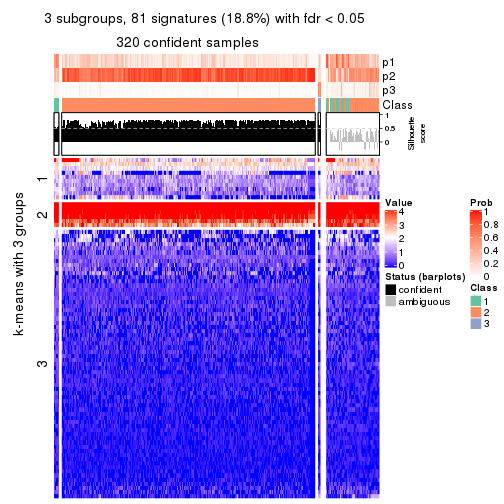 3 subgroups, 81 signatures (18.8%) with fdr < 0.05
320 confident samples
p1
p2
p3
Class
1
0.5
0
Silhouette
score
k-means with 3 groups
1
2
3
Value
4
3
2
1
0
Status (barplots)
confident
ambiguous
Prob
1
0.8
0.6
0.4
0.2
0
Class
1
2
3